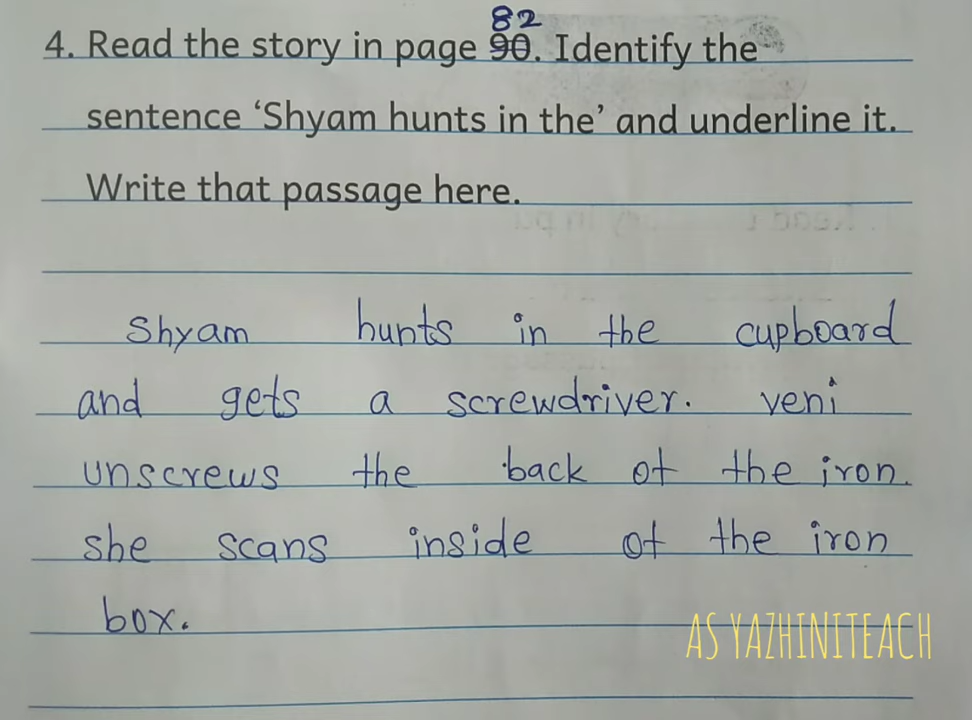 82
4. Read the story in page 90. Identify the
sentence ‘Shyam hunts in the’ and underline it.
Write that passage here.
Shyam hunts in the cupboard
and gets a screwdriver. veni
unscrews the back of the iron.
she scans inside of the iron
box.
AS YAZHINITEACH